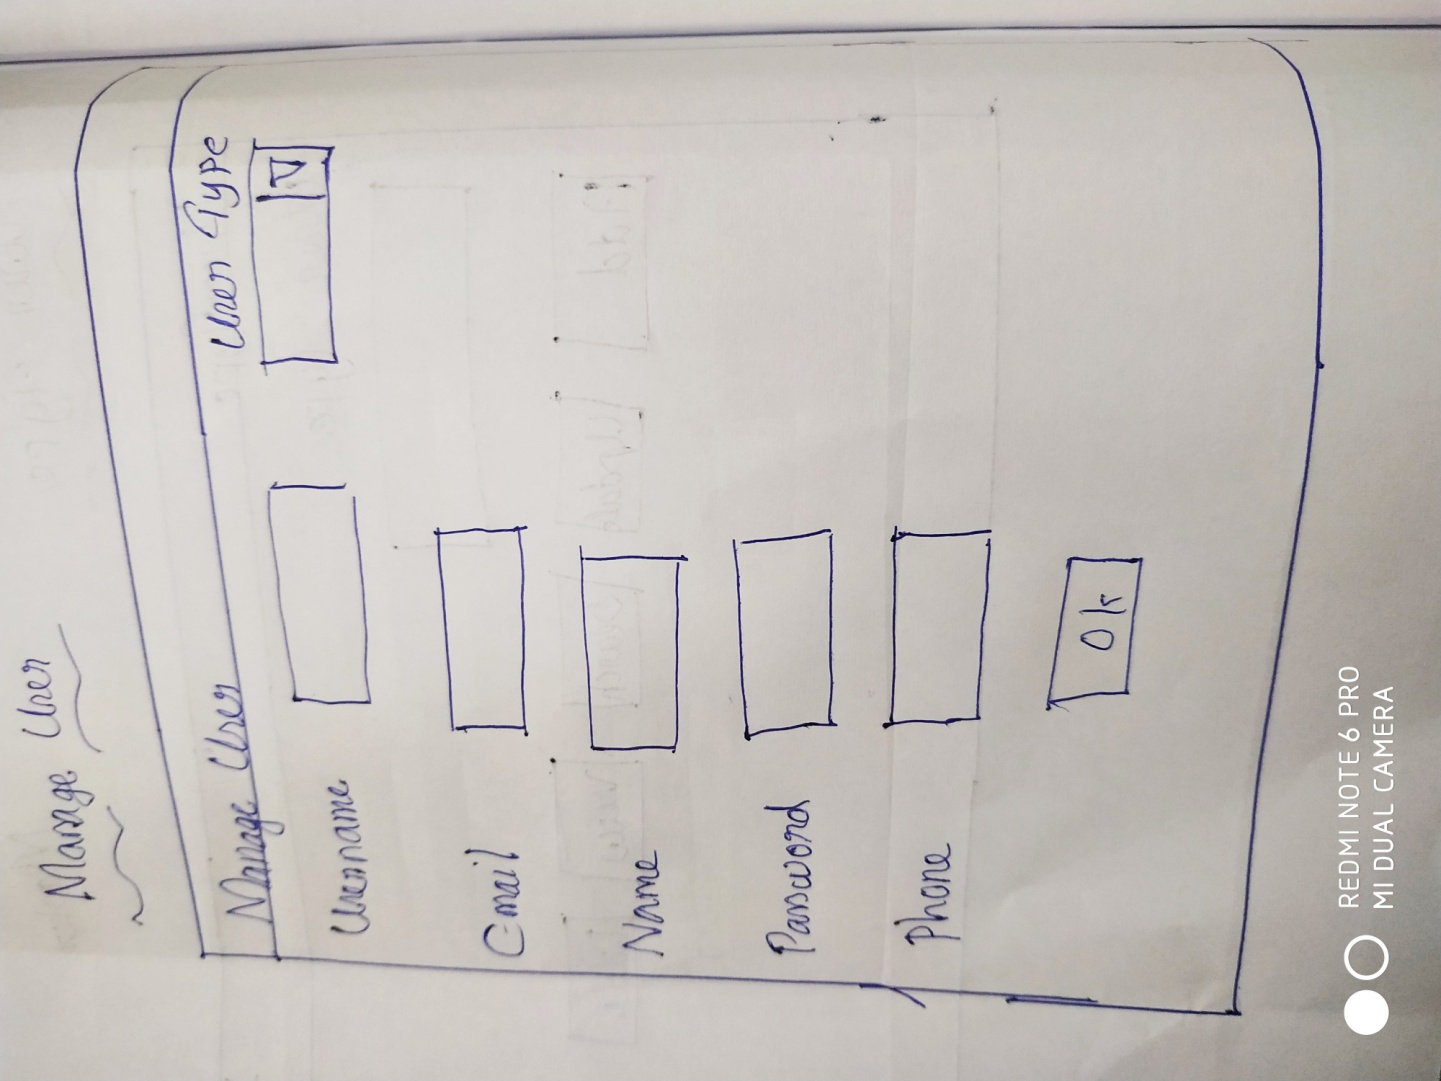 Manage User
Manage User
User Type
Username
Email
Name
Password
Phone
Ok
REDMI NOTE 6 PRO
MI DUAL CAMERA